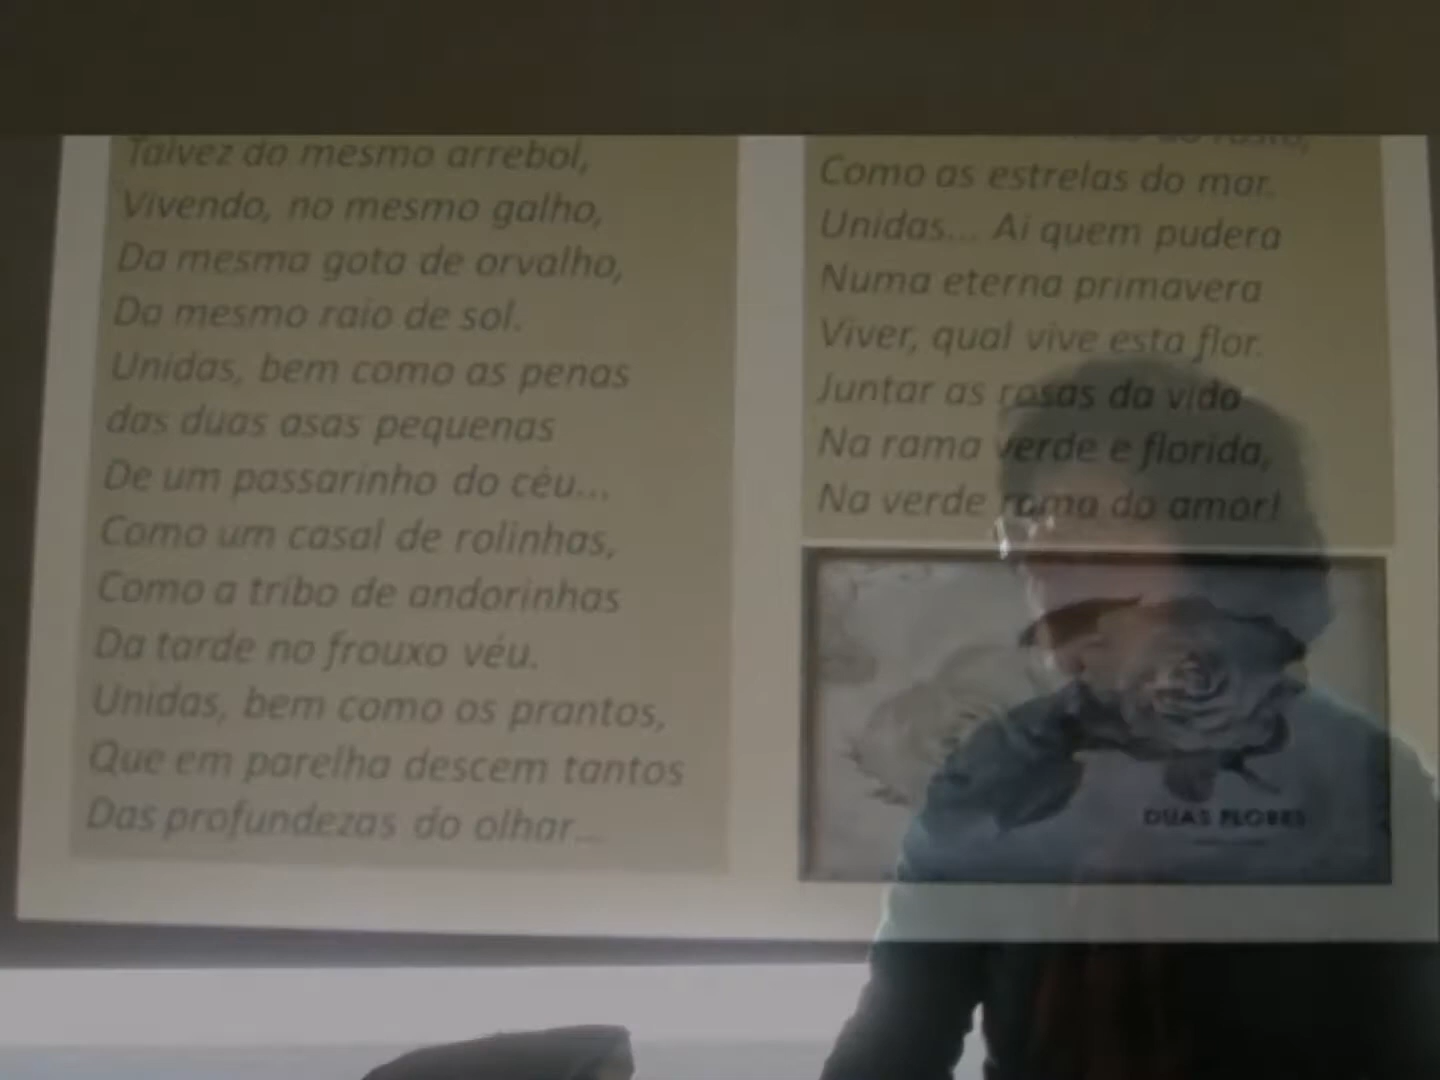 Talvez do mesmo arrebol,
Vivendo, no mesmo galho,
Da mesma gota de orvalho,
Do mesmo raio de sol.
Unidas, bem como as penas
das duas asas pequenas
De um passarinho do céu...
Como um casal de rolinhas,
Como a tribo de andorinhas
Da tarde no frouxo véu.
Unidas, bem como os prantos,
Que em parelha descem tantos
Das profundezas do olhar...
Como as estrelas do mar.
Unidas... Ai quem pudera
Numa eterna primavera
Viver, qual vive esta flor.
Juntar as rosas da vida
Na rama verde e florida,
Na verde rama do amor!
DUAS FLORES